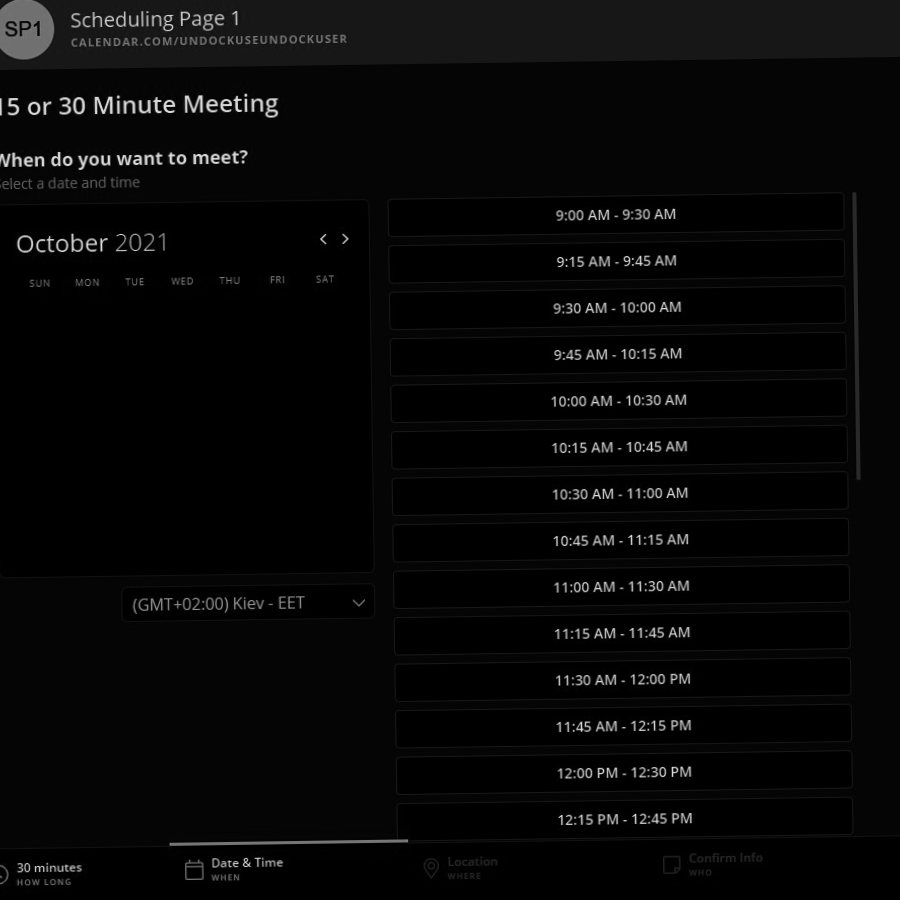 SP1
Scheduling Page 1
CALENDAR.COM/UNDOCKUSEUNDOCKUSER
15 or 30 Minute Meeting
When do you want to meet?
Select a date and time
October 2021
SUN MON TUE WED THU FRI SAT
(GMT+02:00) Kiev - EET
9:00 AM - 9:30 AM
9:15 AM - 9:45 AM
9:30 AM - 10:00 AM
9:45 AM - 10:15 AM
10:00 AM - 10:30 AM
10:15 AM - 10:45 AM
10:30 AM - 11:00 AM
10:45 AM - 11:15 AM
11:00 AM - 11:30 AM
11:15 AM - 11:45 AM
11:30 AM - 12:00 PM
11:45 AM - 12:15 PM
12:00 PM - 12:30 PM
12:15 PM - 12:45 PM
30 minutes
HOW LONG
Date & Time
WHEN
Location
WHERE
Confirm Info
WHO